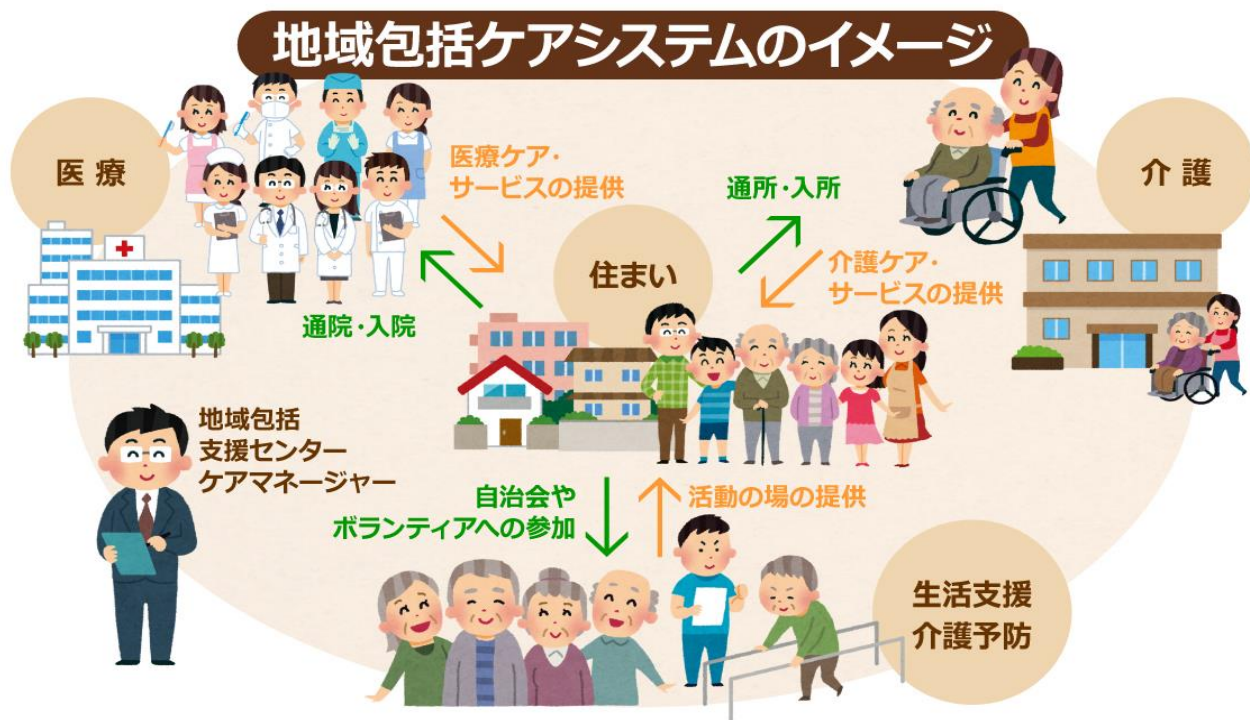 地域包括ケアシステムのイメージ
医療
医療ケア・
サービスの提供
通院・入院
住まい
通所・入所
介護ケア・
サービスの提供
介護
地域包括
支援センター
ケアマネージャー
自治会や
ボランティアへの参加
活動の場の提供
生活支援
介護予防